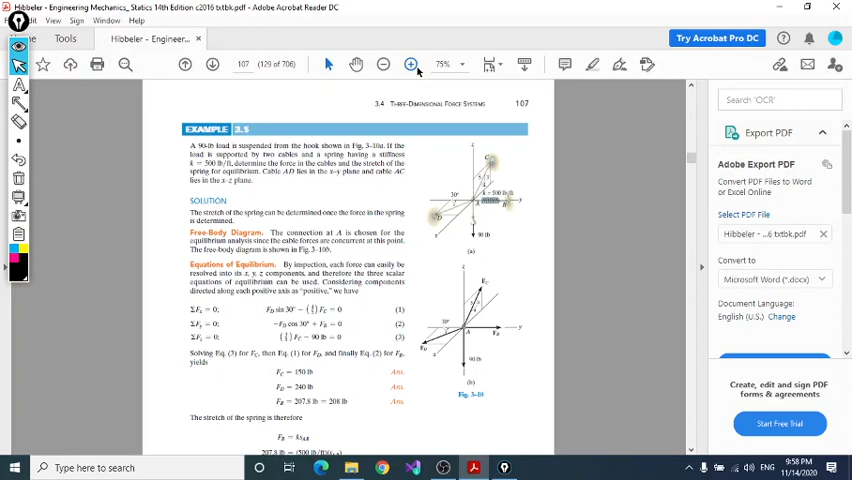 Hibbeler - Engineering Mechanics_ Statics 14th Edition c2016 txtbk.pdf - Adobe Acrobat Reader DC
View Sign Window Help
Tools
Hibbeler - Engineer... ×
Try Acrobat Pro DC
107 (129 of 706)
75%
3.4 THREE-DIMENSIONAL FORCE SYSTEMS 107
EXAMPLE 3.5
A 90-lb load is suspended from the hook shown in Fig. 3–10a. If the
load is supported by two cables and a spring having a stiffness
k = 500 lb/ft, determine the force in the cables and the stretch of the
spring for equilibrium. Cable AD lies in the x–y plane and cable AC
lies in the x–z plane.
SOLUTION
The stretch of the spring can be determined once the force in the spring
is determined.
Free-Body Diagram. The connection at A is chosen for the
equilibrium analysis since the cable forces are concurrent at this point.
The free-body diagram is shown in Fig. 3–10b.
Equations of Equilibrium. By inspection, each force can easily be
resolved into its x, y, z components, and therefore the three scalar
equations of equilibrium can be used. Considering components
directed along each positive axis as "positive," we have
ΣFx = 0; FD sin 30° − (4/5) FC = 0 (1)
ΣFy = 0; −FD cos 30° + FB = 0 (2)
ΣFz = 0; (3/5) FC − 90 lb = 0 (3)
Solving Eq. (3) for FC, then Eq. (1) for FD, and finally Eq. (2) for FB,
yields
FC = 150 lb Ans.
FD = 240 lb Ans.
FB = 207.8 lb = 208 lb Ans.
The stretch of the spring is therefore
FB = ksAB
207.8 lb = (500 lb/ft)(sAB)
z
C
5 3
4
30° k = 500 lb/ft
y
A
B
D
x
90 lb
(a)
z
FC
5 3
4
30°
y
A
FB
FD
x
90 lb
(b)
Fig. 3–10
Search 'OCR'
Export PDF
Adobe Export PDF
Convert PDF Files to Word
or Excel Online
Select PDF File
Hibbeler - ...6 txtbk.pdf ×
Convert to
Microsoft Word (*.docx)
Document Language:
English (U.S.) Change
Create, edit and sign PDF
forms & agreements
Start Free Trial
Type here to search
ENG
9:58 PM
11/14/2020